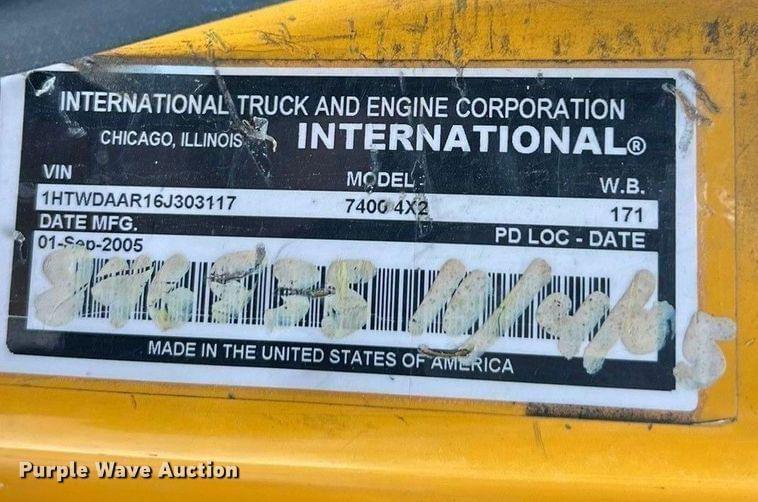 INTERNATIONAL TRUCK AND ENGINE CORPORATION
CHICAGO, ILLINOIS INTERNATIONAL®
VIN MODEL W.B.
1HTWDAAR16J303117 7400 4X2 171
DATE MFG. PD LOC - DATE
01-Sep-2005
MADE IN THE UNITED STATES OF AMERICA
Purple Wave Auction